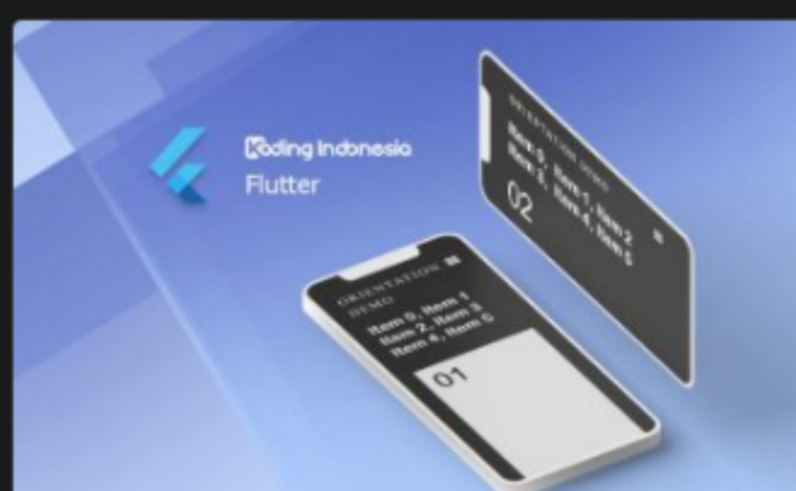 Koding Indonesia
Flutter
ORIENTATION DEMO
Item 0, Item 1, Item 2
Item 3, Item 4, Item 5
02
ORIENTATION
DEMO
Item 0, Item 1
Item 2, Item 3
Item 4, Item 5
01